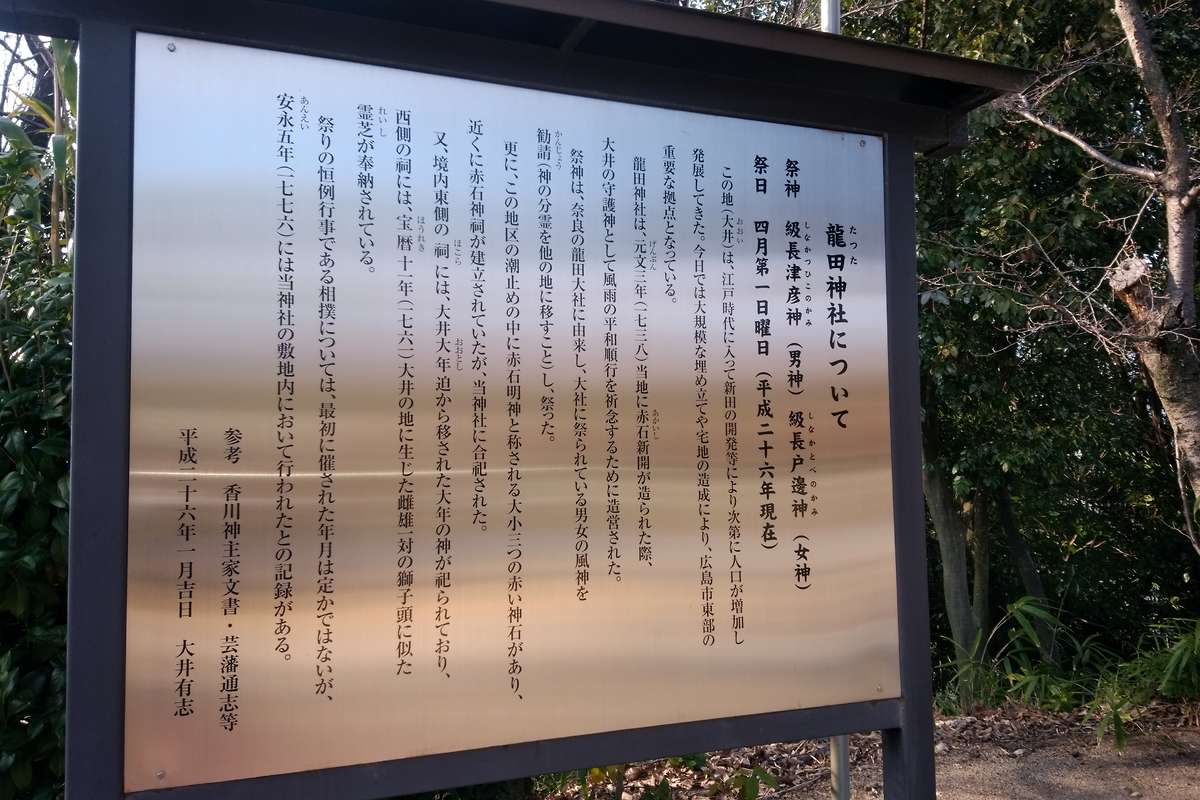 龍田神社について
祭神　級長津彦神（男神）級長戸邊神（女神）
祭日　四月第一日曜日（平成二十六年現在）
この地（大井）は、江戸時代に入って新田の開発等により次第に人口が増加し
発展してきた。今日では大規模な埋め立てや宅地の造成により、広島市東部の
重要な拠点となっている。
龍田神社は、元文三年（一七三八）当地に赤石新開が造られた際、
大井の守護神として風雨の平和順行を祈念するために造営された。
祭神は、奈良の龍田大社に由来し、大社に祭られている男女の風神を
勧請（神の分霊を他の地に移すこと）し、祭った。
更に、この地区の潮止めの中に赤石明神と称される大小三つの赤い神石があり、
近くに赤石神祠が建立されていたが、当神社に合祀された。
又、境内東側の祠には、大井大年迫から移された大年の神が祀られており、
西側の祠には、宝暦十一年（一七六一）大井の地に生じた雌雄一対の獅子頭に似た
霊芝が奉納されている。
祭りの恒例行事である相撲については、最初に催された年月は定かではないが、
安永五年（一七七六）には当神社の敷地内において行われたとの記録がある。
参考　香川神主家文書・芸藩通志等
平成二十六年一月吉日　大井有志